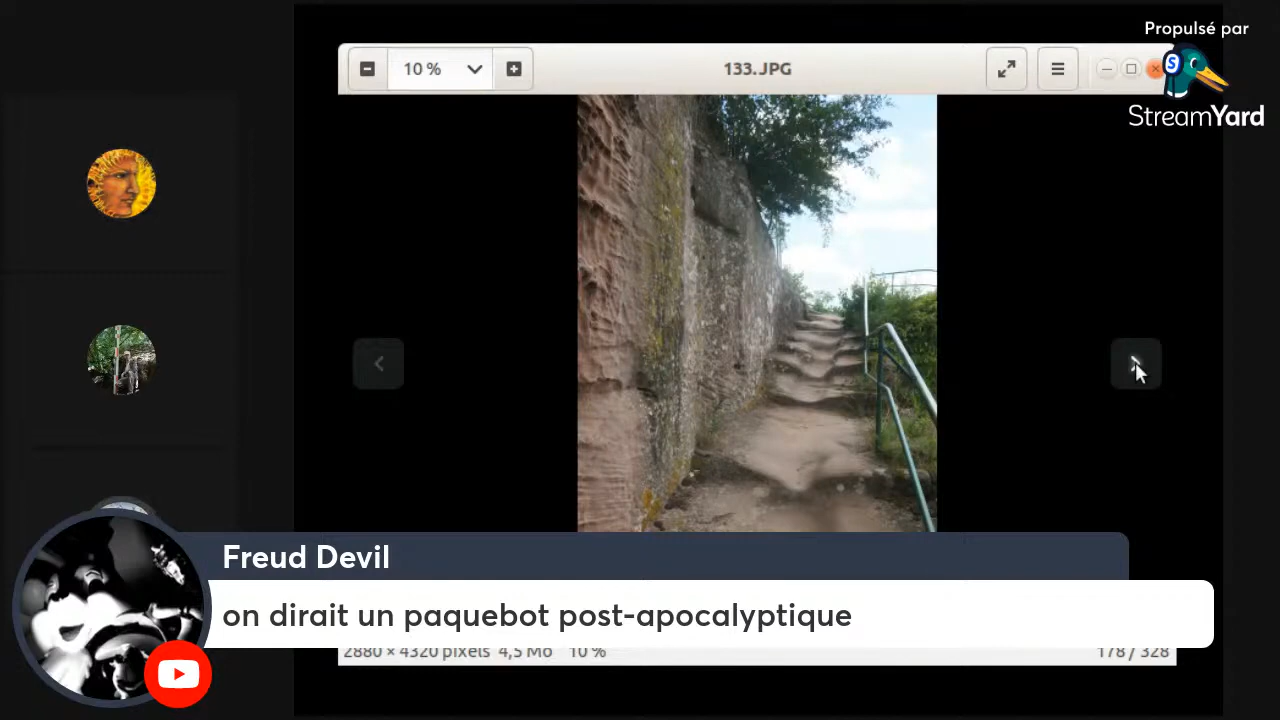 Propulsé par
StreamYard
10 %
133.JPG
Freud Devil
on dirait un paquebot post-apocalyptique
2880 × 4320 pixels 4,5 Mo 10 %
178 / 328